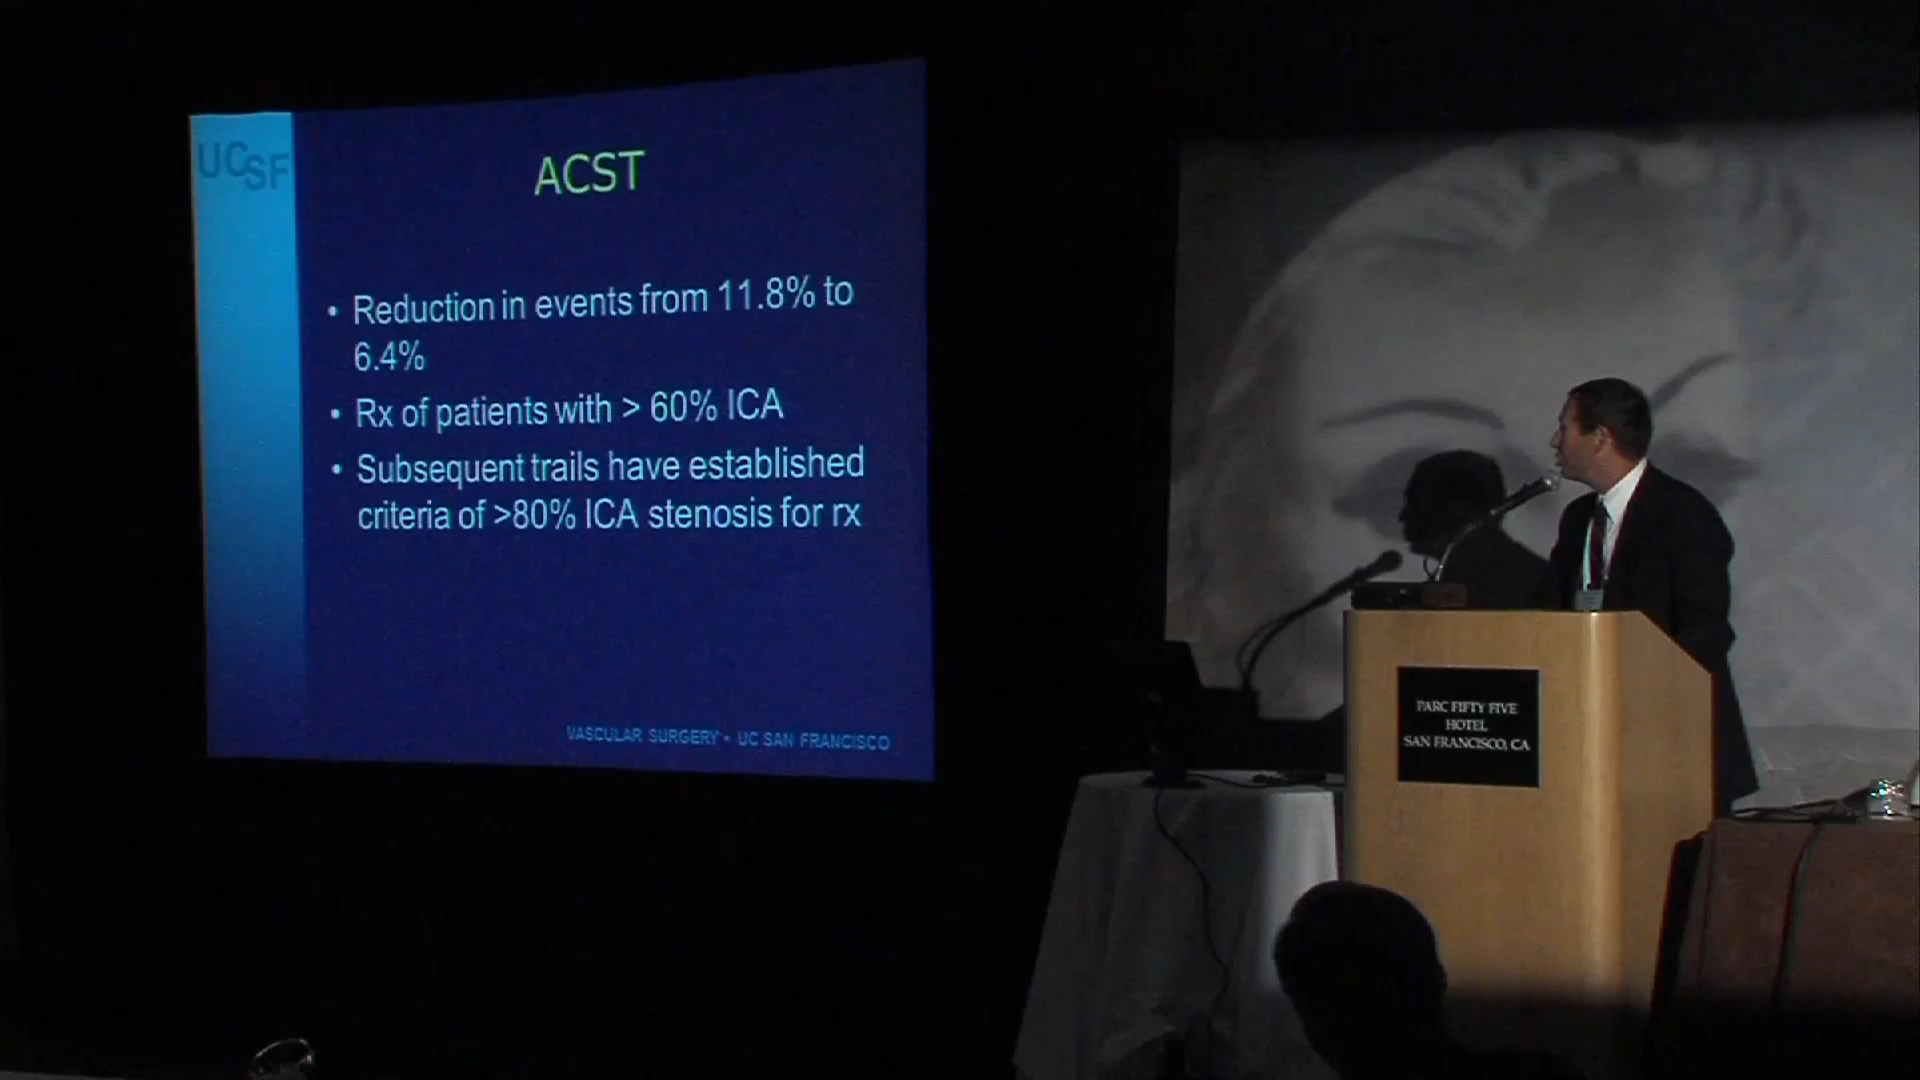 UCSF
ACST
• Reduction in events from 11.8% to
6.4%
• Rx of patients with > 60% ICA
• Subsequent trails have established
criteria of >80% ICA stenosis for rx
VASCULAR SURGERY • UC SAN FRANCISCO
PARC FIFTY FIVE
HOTEL
SAN FRANCISCO, CA